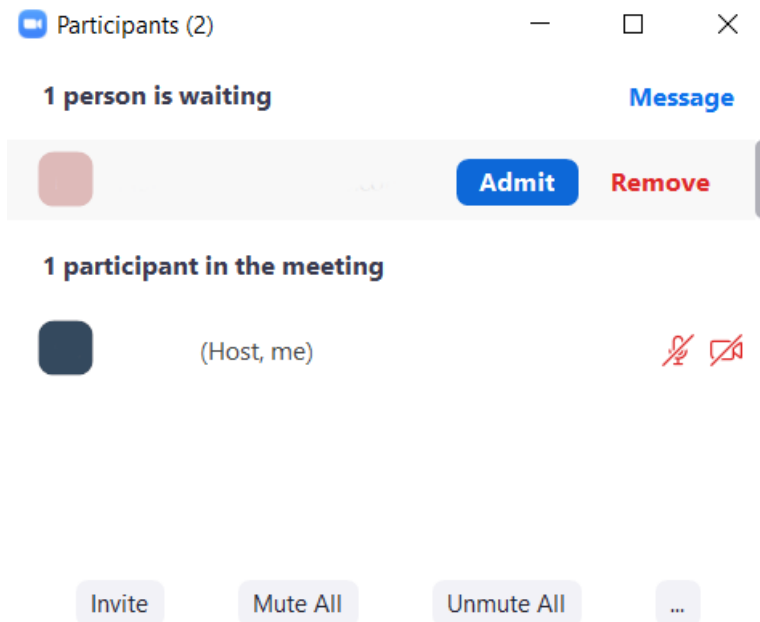 Participants (2)
1 person is waiting Message
Admit Remove
1 participant in the meeting
(Host, me)
Invite Mute All Unmute All ...